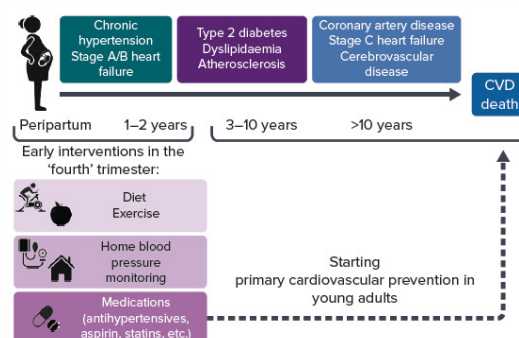 Chronic
hypertension
Stage A/B heart
failure
Type 2 diabetes
Dyslipidaemia
Atherosclerosis
Coronary artery disease
Stage C heart failure
Cerebrovascular
disease
CVD
death
Peripartum
1–2 years
3–10 years
>10 years
Early interventions in the
‘fourth’ trimester:
Diet
Exercise
Home blood
pressure
monitoring
Medications
(antihypertensives,
aspirin, statins, etc.)
Starting
primary cardiovascular prevention in
young adults